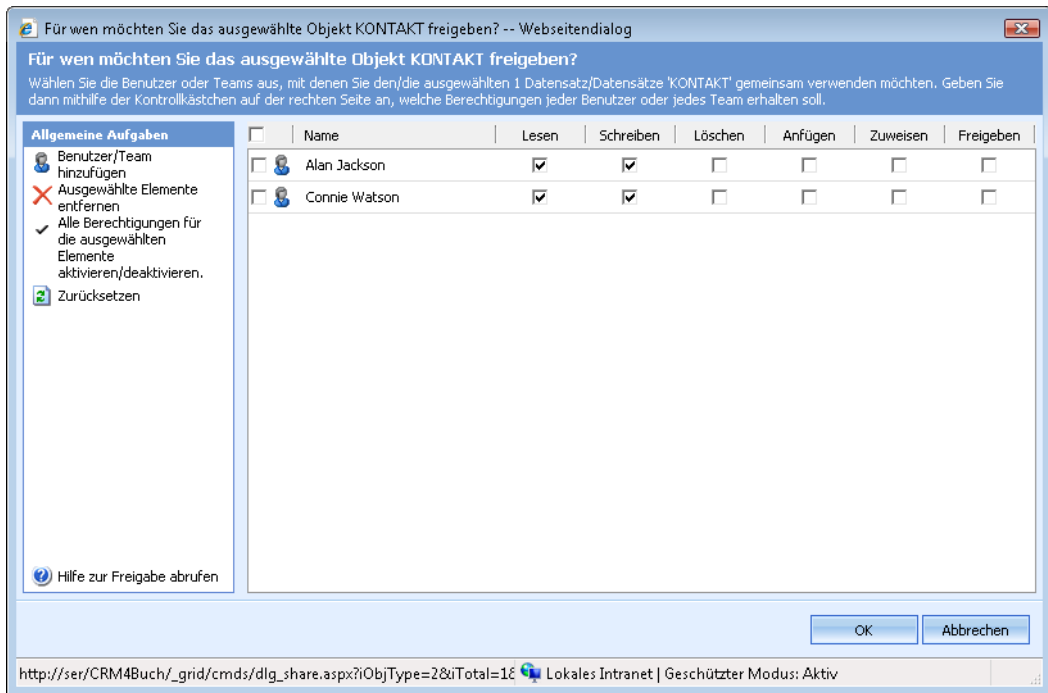 Für wen möchten Sie das ausgewählte Objekt KONTAKT freigeben? -- Webseitendialog
Für wen möchten Sie das ausgewählte Objekt KONTAKT freigeben?
Wählen Sie die Benutzer oder Teams aus, mit denen Sie den/die ausgewählten 1 Datensatz/Datensätze 'KONTAKT' gemeinsam verwenden möchten. Geben Sie
dann mithilfe der Kontrollkästchen auf der rechten Seite an, welche Berechtigungen jeder Benutzer oder jedes Team erhalten soll.
Allgemeine Aufgaben
Benutzer/Team
hinzufügen
Ausgewählte Elemente
entfernen
Alle Berechtigungen für
die ausgewählten
Elemente
aktivieren/deaktivieren.
Zurücksetzen
Hilfe zur Freigabe abrufen
Name Lesen Schreiben Löschen Anfügen Zuweisen Freigeben
Alan Jackson
Connie Watson
OK Abbrechen
http://ser/CRM4Buch/_grid/cmds/dlg_share.aspx?iObjType=2&iTotal=1& Lokales Intranet | Geschützter Modus: Aktiv